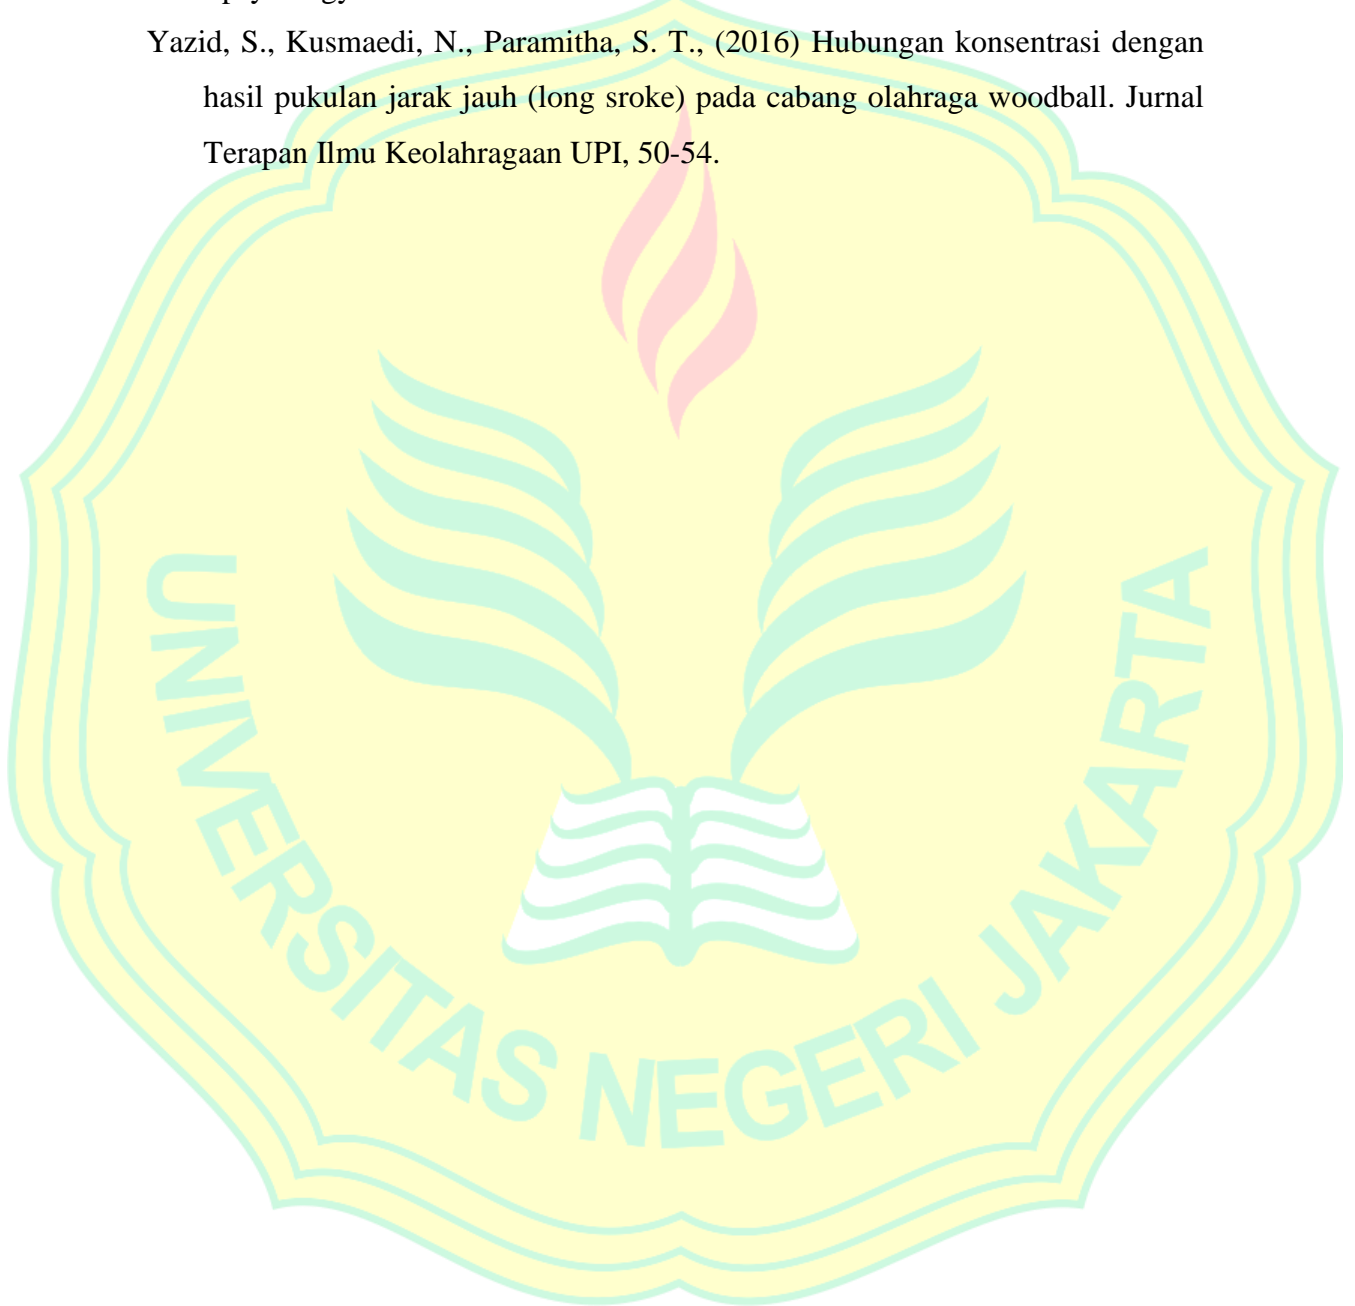 Yazid, S., Kusmaedi, N., Paramitha, S. T., (2016) Hubungan konsentrasi dengan
hasil pukulan jarak jauh (long sroke) pada cabang olahraga woodball. Jurnal
Terapan Ilmu Keolahragaan UPI, 50-54.
UNIVERSITAS NEGERI JAKARTA